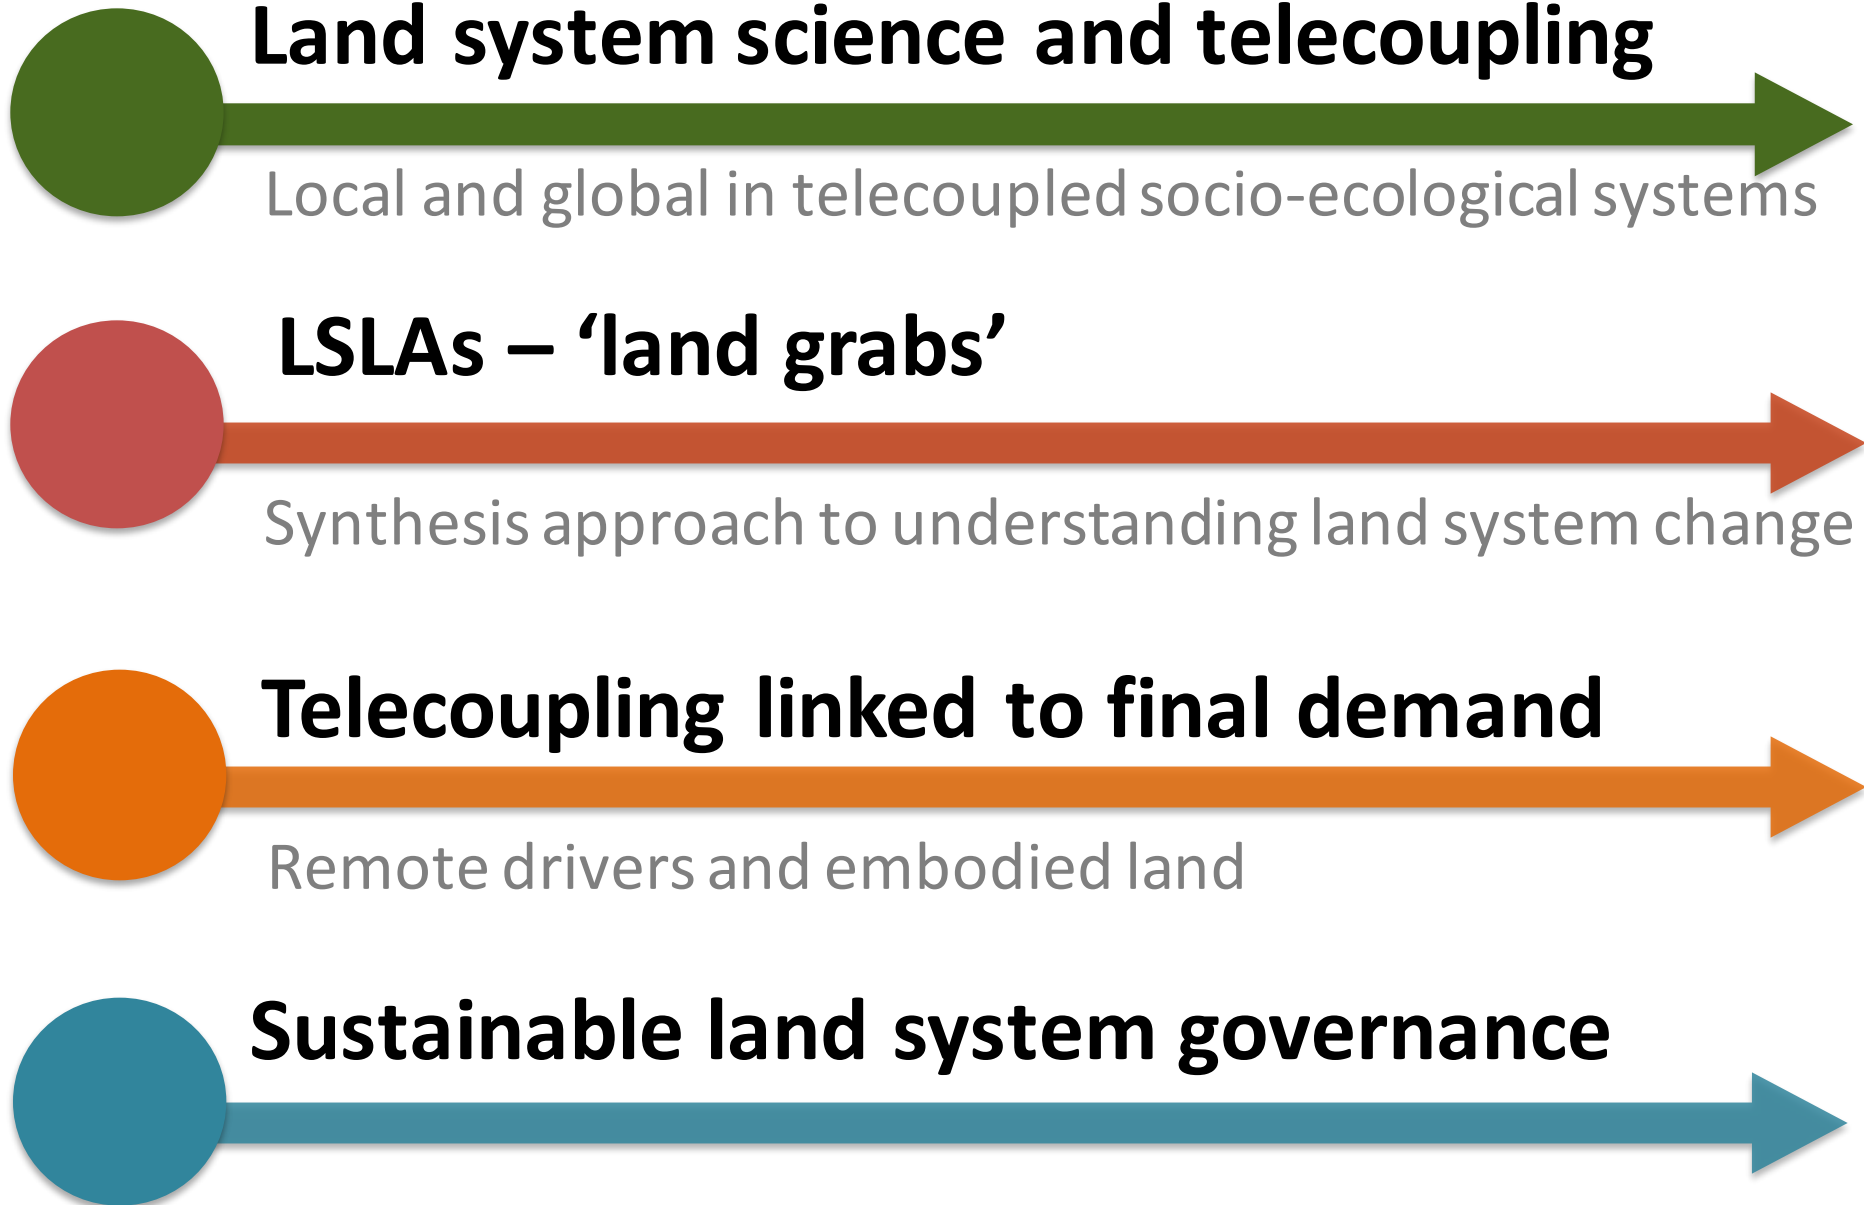 Land system science and telecoupling
Local and global in telecoupled socio-ecological systems
LSLAs – ‘land grabs’
Synthesis approach to understanding land system change
Telecoupling linked to final demand
Remote drivers and embodied land
Sustainable land system governance